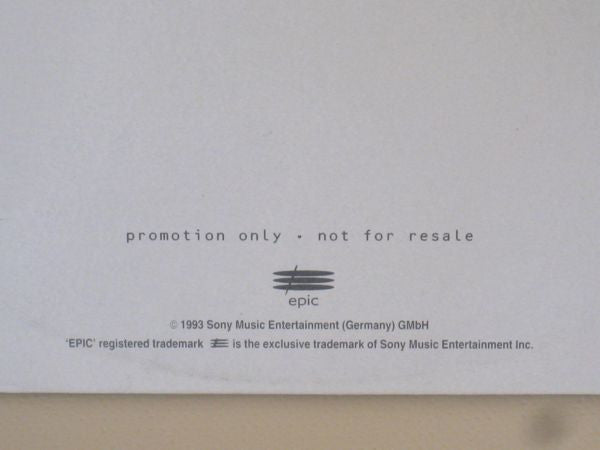 promotion only · not for resale
epic
© 1993 Sony Music Entertainment (Germany) GMbH
'EPIC' registered trademark is the exclusive trademark of Sony Music Entertainment Inc.